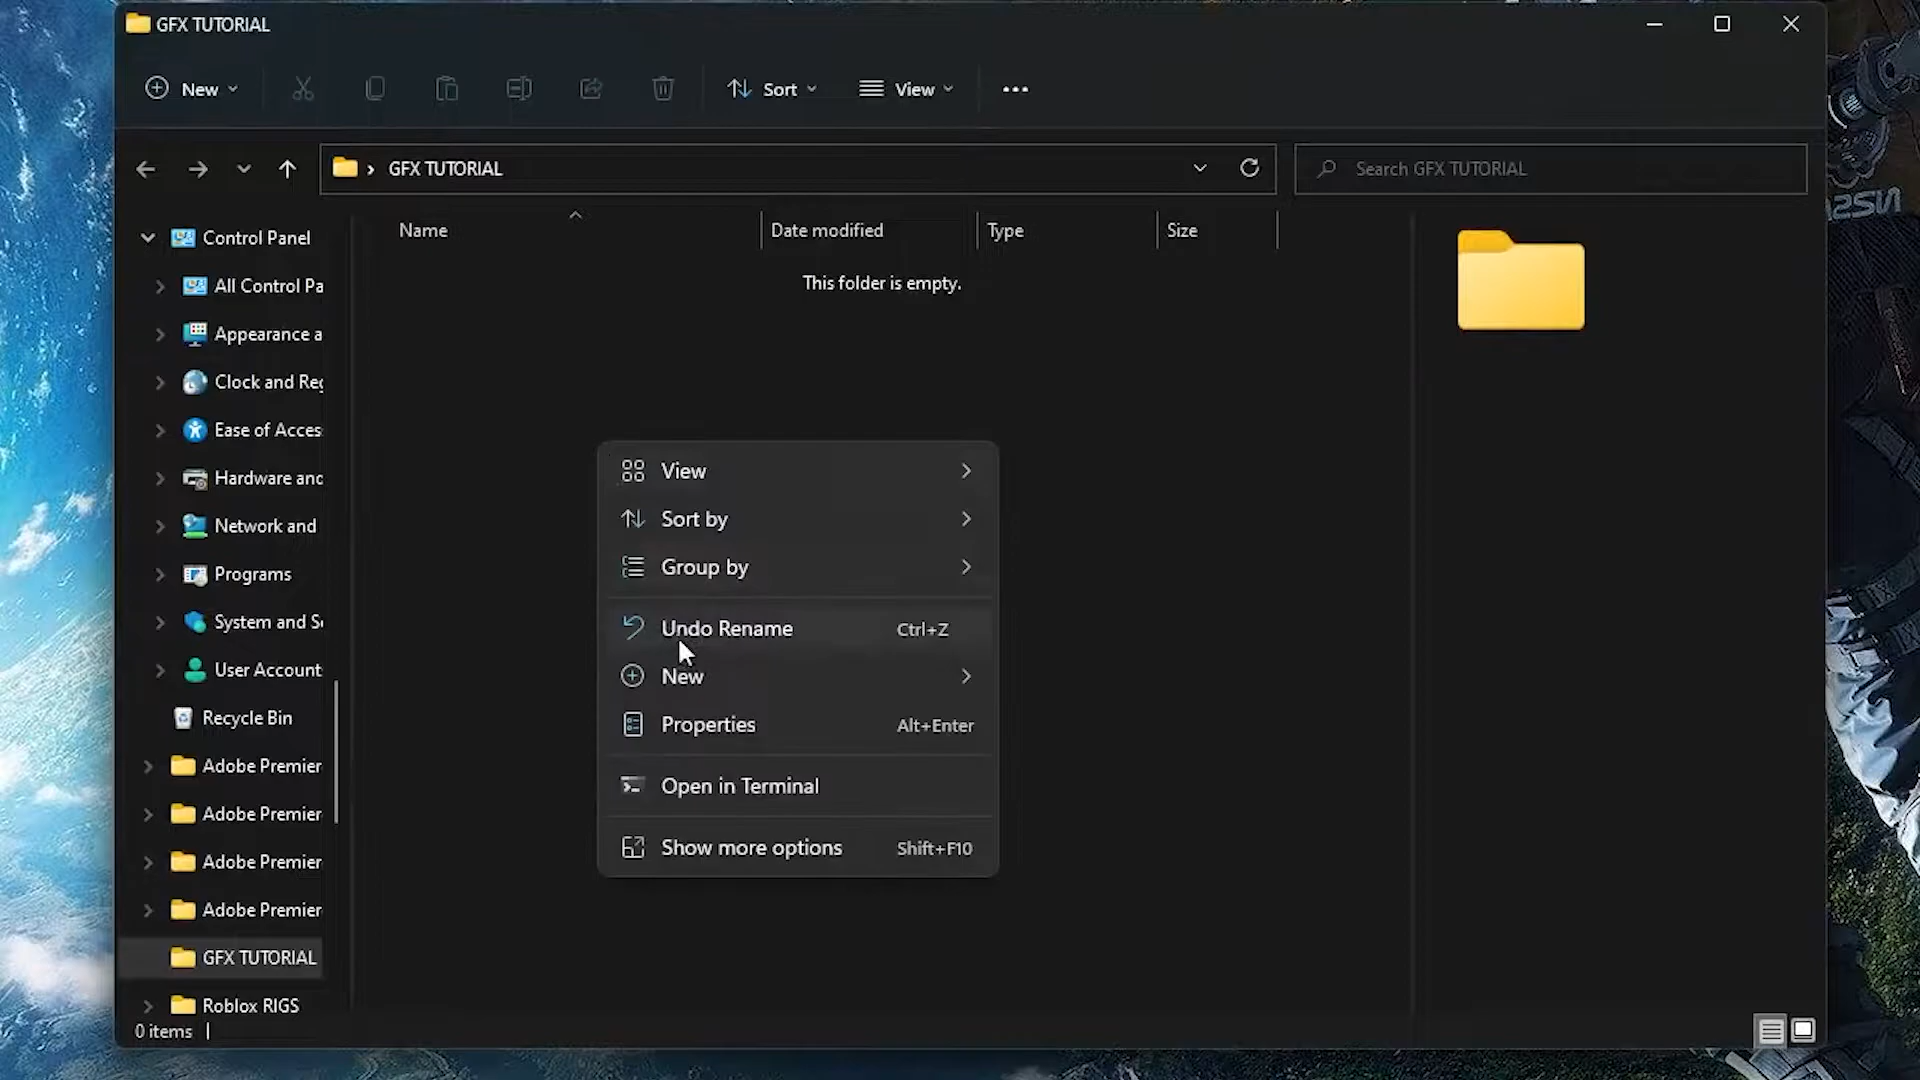 GFX TUTORIAL
New
Sort
View
GFX TUTORIAL
Search GFX TUTORIAL
Name
Date modified
Type
Size
This folder is empty.
Control Panel
All Control Pa
Appearance a
Clock and Reg
Ease of Acces
Hardware and
Network and
Programs
System and Se
User Account
Recycle Bin
Adobe Premier
Adobe Premier
Adobe Premier
Adobe Premier
GFX TUTORIAL
Roblox RIGS
View
Sort by
Group by
Undo Rename Ctrl+Z
New
Properties Alt+Enter
Open in Terminal
Show more options Shift+F10
0 items